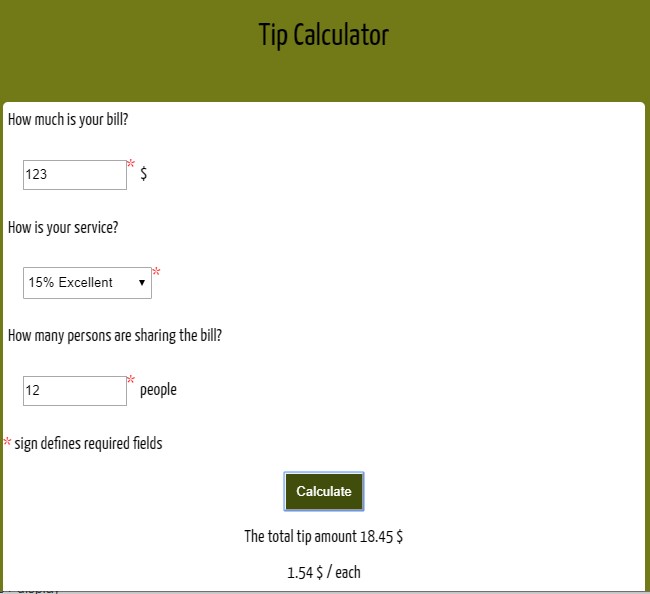 Tip Calculator
How much is your bill?
123 * $
How is your service?
15% Excellent *
How many persons are sharing the bill?
12 * people
* sign defines required fields
Calculate
The total tip amount 18.45 $
1.54 $ / each